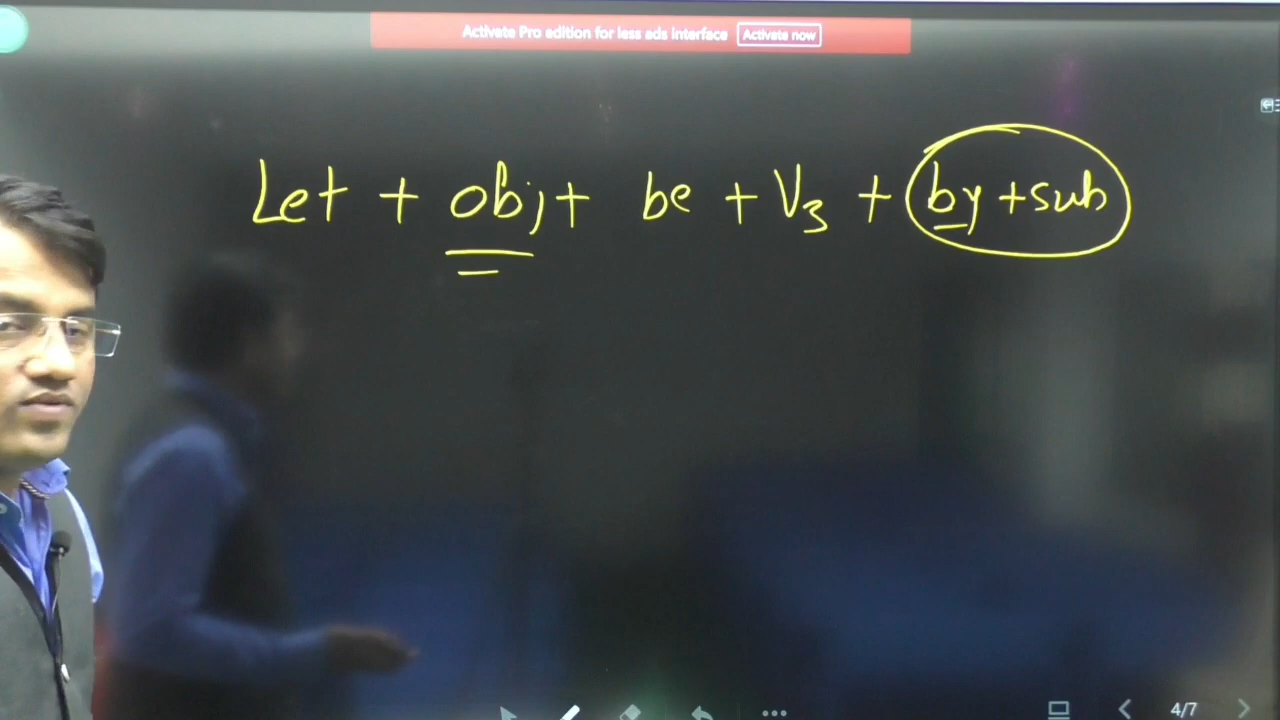 Activate Pro edition for less ads interface Activate now
Let + obj + be + V3 + by + sub
4/7